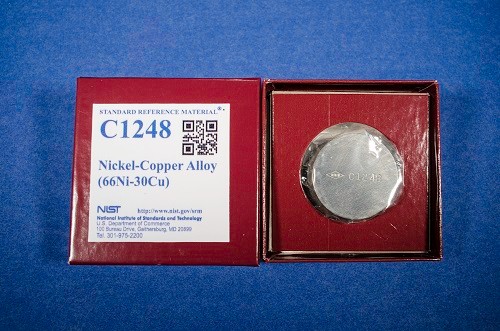 STANDARD REFERENCE MATERIAL®
C1248
Nickel-Copper Alloy
(66Ni-30Cu)
NIST http://www.nist.gov/srm
National Institute of Standards and Technology
U.S. Department of Commerce
100 Bureau Drive, Gaithersburg, MD 20899
Tel. 301-975-2200
C1248